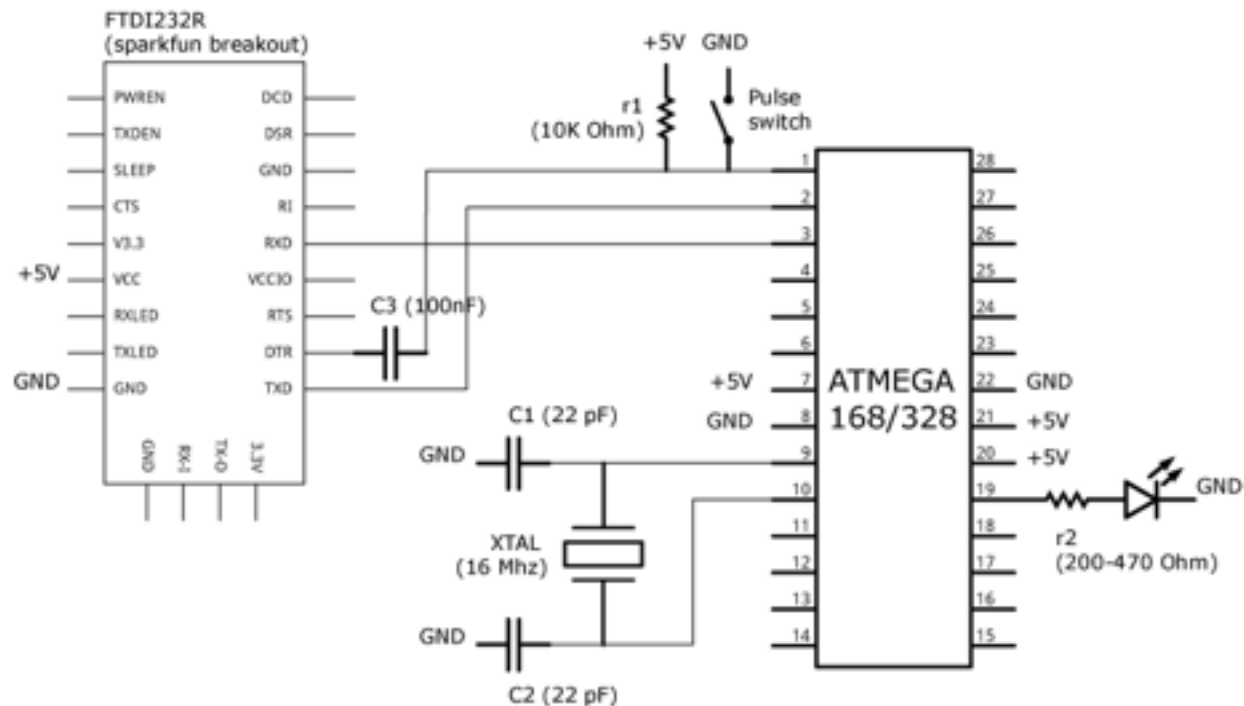 FTDI232R
(sparkfun breakout)
PWREN
TXDEN
SLEEP
CTS
V3.3
VCC
RXLED
TXLED
GND
DCD
DSR
GND
RI
RXD
VCCIO
RTS
DTR
TXD
GND
RX-I
TX-O
3.3V
+5V
GND
C3 (100nF)
+5V
GND
r1
(10K Ohm)
Pulse
switch
1
2
3
4
5
6
7
8
9
10
11
12
13
14
+5V
GND
ATMEGA
168/328
28
27
26
25
24
23
22
21
20
19
18
17
16
15
GND
+5V
+5V
GND
r2
(200-470 Ohm)
C1 (22 pF)
GND
XTAL
(16 Mhz)
GND
C2 (22 pF)